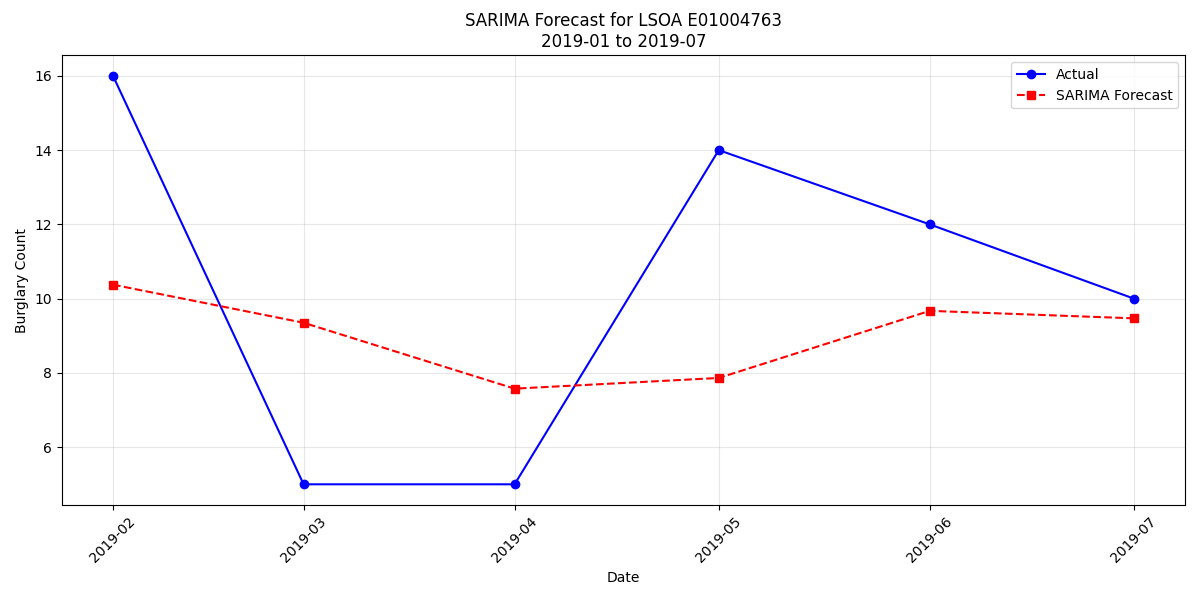 SARIMA Forecast for LSOA E01004763
2019-01 to 2019-07
Actual
SARIMA Forecast
Burglary Count
16
14
12
10
8
6
2019-02
2019-03
2019-04
2019-05
2019-06
2019-07
Date